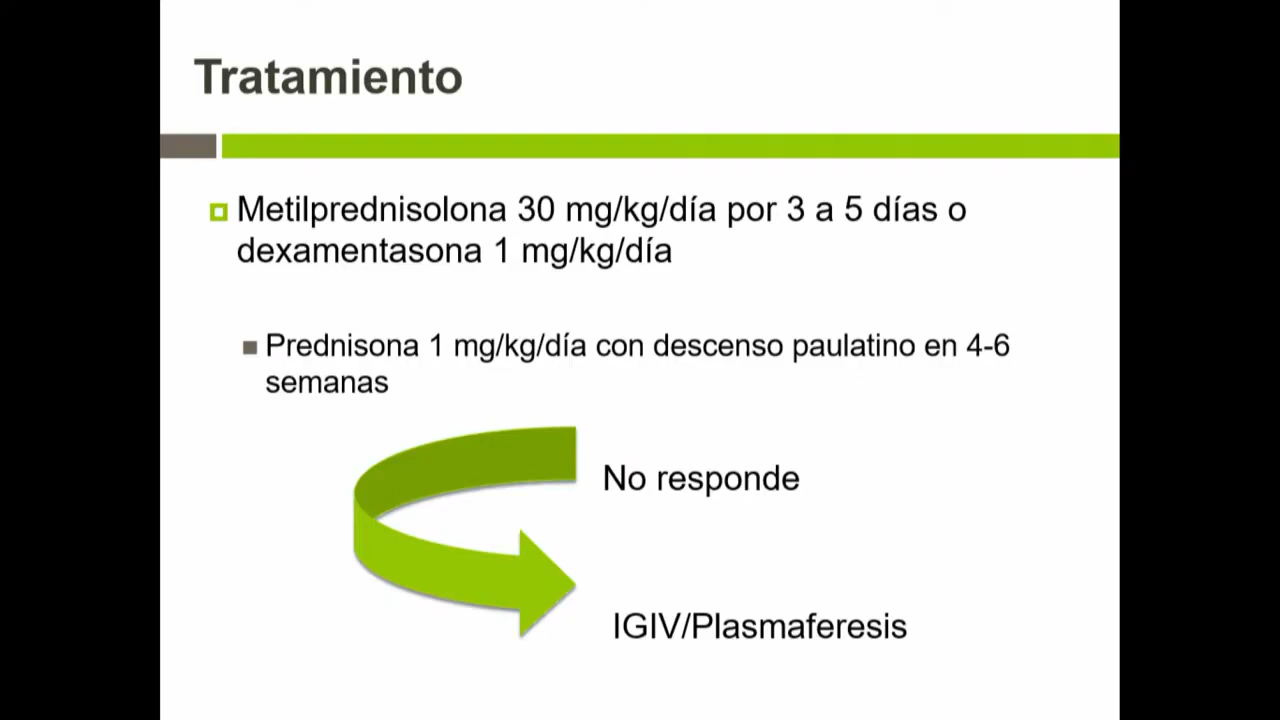 Tratamiento
Metilprednisolona 30 mg/kg/día por 3 a 5 días o
dexamentasona 1 mg/kg/día
Prednisona 1 mg/kg/día con descenso paulatino en 4-6
semanas
No responde
IGIV/Plasmaferesis